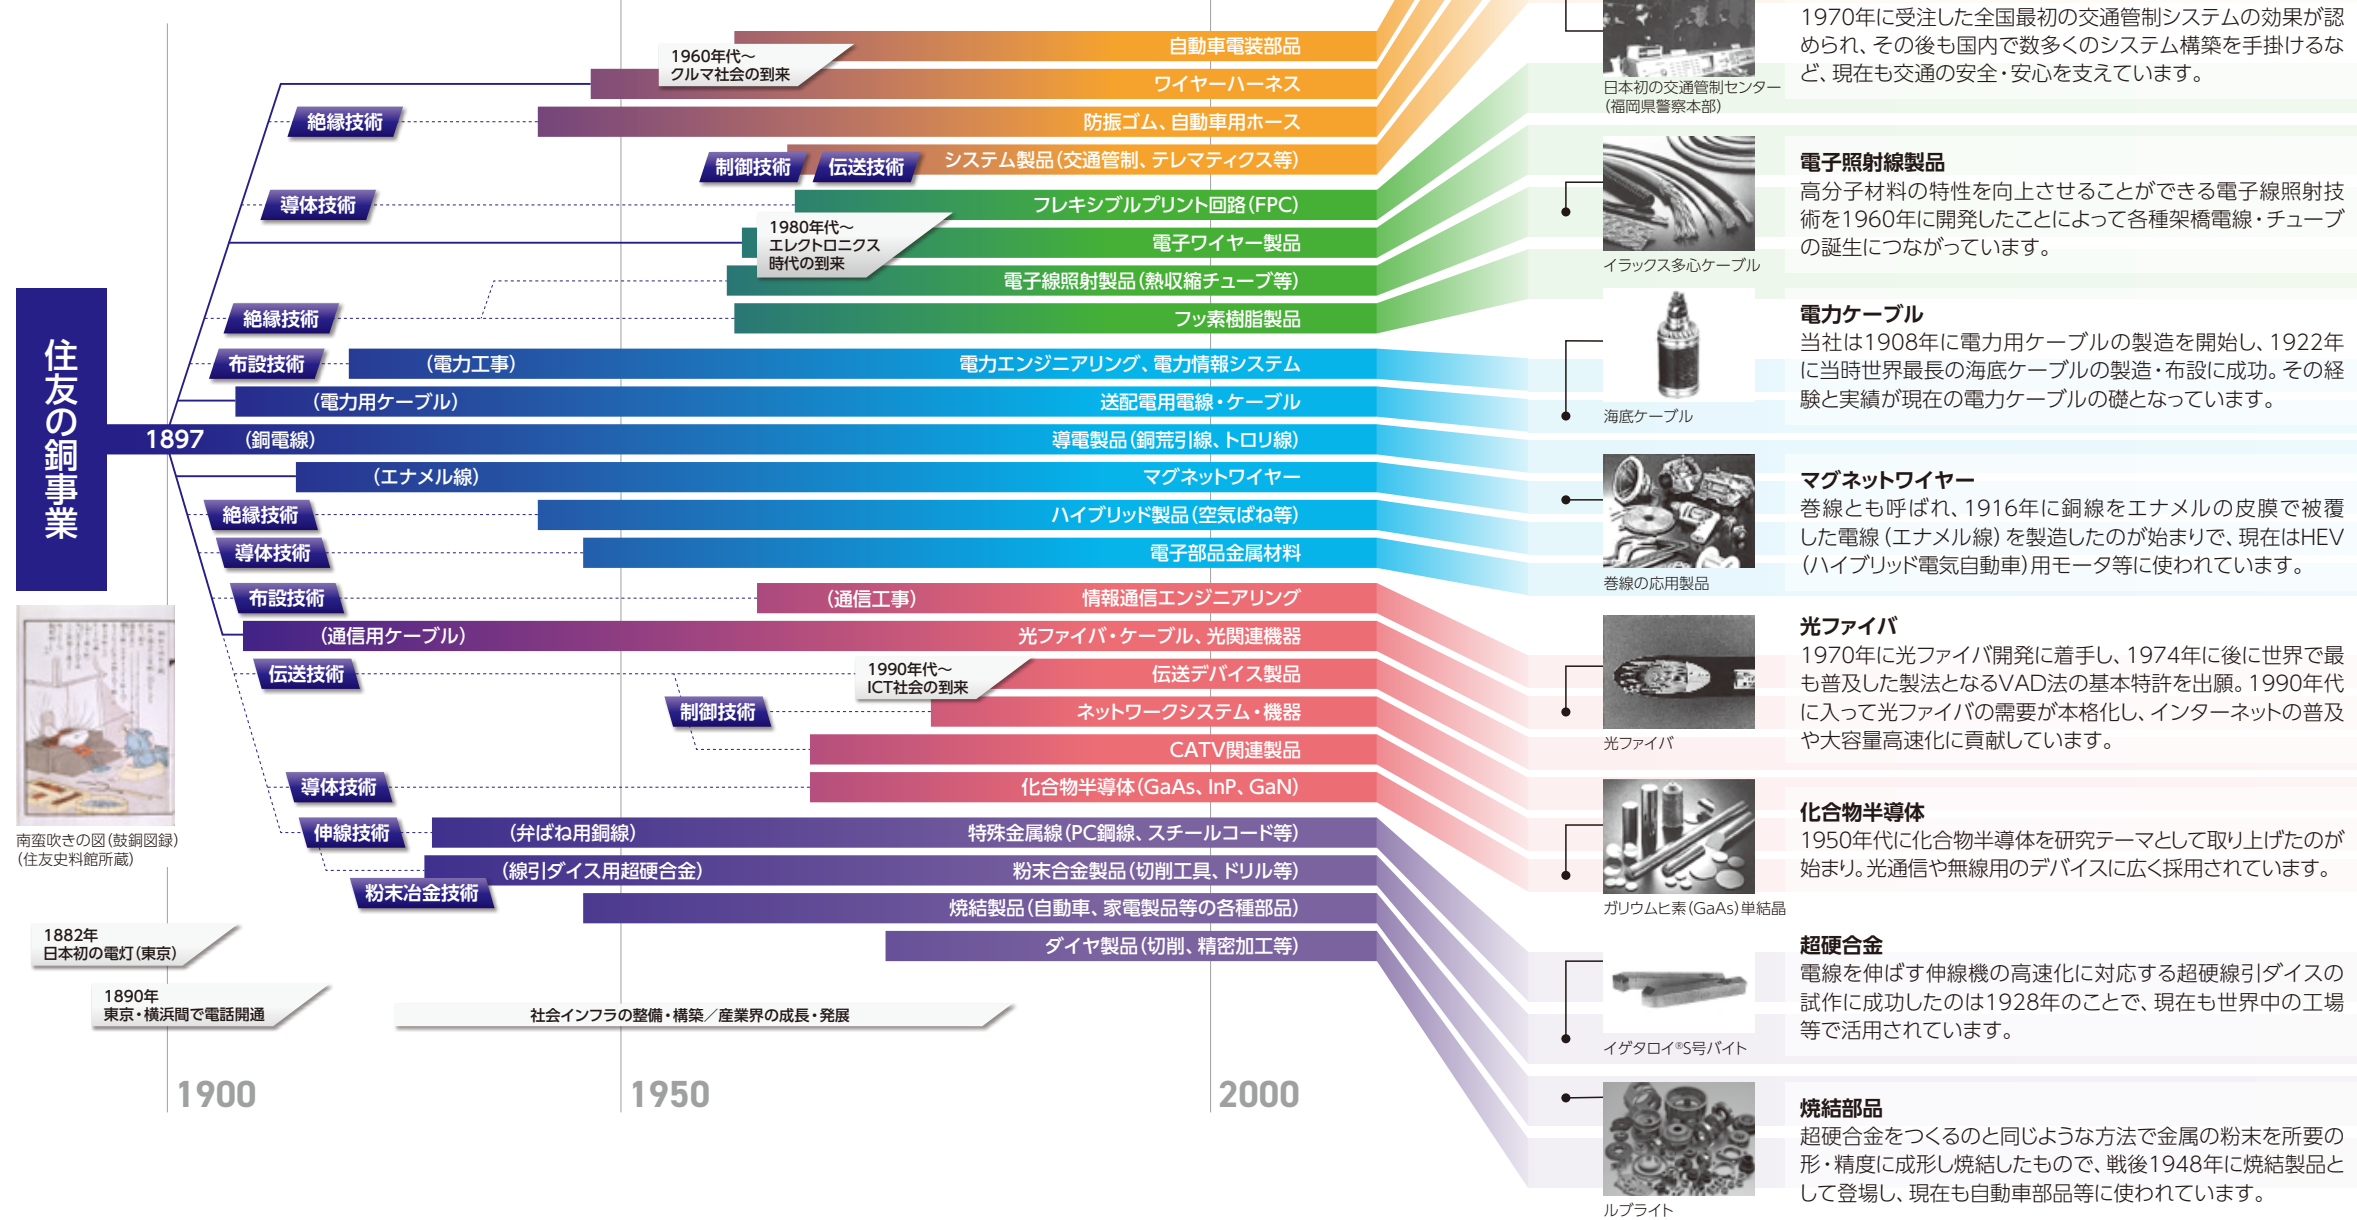 自動車電装部品
1960年代～
クルマ社会の到来
ワイヤーハーネス
絶縁技術
防振ゴム、自動車用ホース
制御技術
伝送技術
システム製品（交通管制、テレマティクス等）
導体技術
フレキシブルプリント回路（FPC）
1980年代～
エレクトロニクス
時代の到来
電子ワイヤー製品
電子線照射製品（熱収縮チューブ等）
絶縁技術
フッ素樹脂製品
布設技術
（電力工事）
電力エンジニアリング、電力情報システム
（電力用ケーブル）
送配電用電線・ケーブル
住友の銅事業
1897
（銅電線）
導電製品（銅荒引線、トロリ線）
（エナメル線）
マグネットワイヤー
絶縁技術
ハイブリッド製品（空気ばね等）
導体技術
電子部品金属材料
布設技術
（通信工事）
情報通信エンジニアリング
（通信用ケーブル）
光ファイバ・ケーブル、光関連機器
伝送技術
1990年代～
ICT社会の到来
伝送デバイス製品
制御技術
ネットワークシステム・機器
CATV関連製品
導体技術
化合物半導体（GaAs、InP、GaN）
伸線技術
（弁ばね用鋼線）
特殊金属線（PC鋼線、スチールコード等）
（線引ダイス用超硬合金）
粉末合金製品（切削工具、ドリル等）
粉末冶金技術
焼結製品（自動車、家電製品等の各種部品）
ダイヤ製品（切削、精密加工等）
南蛮吹きの図（鼓銅図録）
（住友史料館所蔵）
1882年
日本初の電灯（東京）
1890年
東京・横浜間で電話開通
社会インフラの整備・構築／産業界の成長・発展
1900
1950
2000
1970年に受注した全国最初の交通管制システムの効果が認
められ、その後も国内で数多くのシステム構築を手掛けるな
ど、現在も交通の安全・安心を支えています。
日本初の交通管制センター
（福岡県警察本部）
電子照射線製品
高分子材料の特性を向上させることができる電子線照射技
術を1960年に開発したことによって各種架橋電線・チューブ
の誕生につながっています。
イラックス多心ケーブル
電力ケーブル
当社は1908年に電力用ケーブルの製造を開始し、1922年
に当時世界最長の海底ケーブルの製造・布設に成功。その経
験と実績が現在の電力ケーブルの礎となっています。
海底ケーブル
マグネットワイヤー
巻線とも呼ばれ、1916年に銅線をエナメルの皮膜で被覆
した電線（エナメル線）を製造したのが始まりで、現在はHEV
（ハイブリッド電気自動車）用モータ等に使われています。
巻線の応用製品
光ファイバ
1970年に光ファイバ開発に着手し、1974年に後に世界で最
も普及した製法となるVAD法の基本特許を出願。1990年代
に入って光ファイバの需要が本格化し、インターネットの普及
や大容量高速化に貢献しています。
光ファイバ
化合物半導体
1950年代に化合物半導体を研究テーマとして取り上げたのが
始まり。光通信や無線用のデバイスに広く採用されています。
ガリウムヒ素（GaAs）単結晶
超硬合金
電線を伸ばす伸線機の高速化に対応する超硬線引ダイスの
試作に成功したのは1928年のことで、現在も世界中の工場
等で活用されています。
イゲタロイ®S号バイト
焼結部品
超硬合金をつくるのと同じような方法で金属の粉末を所要の
形・精度に成形し焼結したもので、戦後1948年に焼結製品と
して登場し、現在も自動車部品等に使われています。
ルブライト